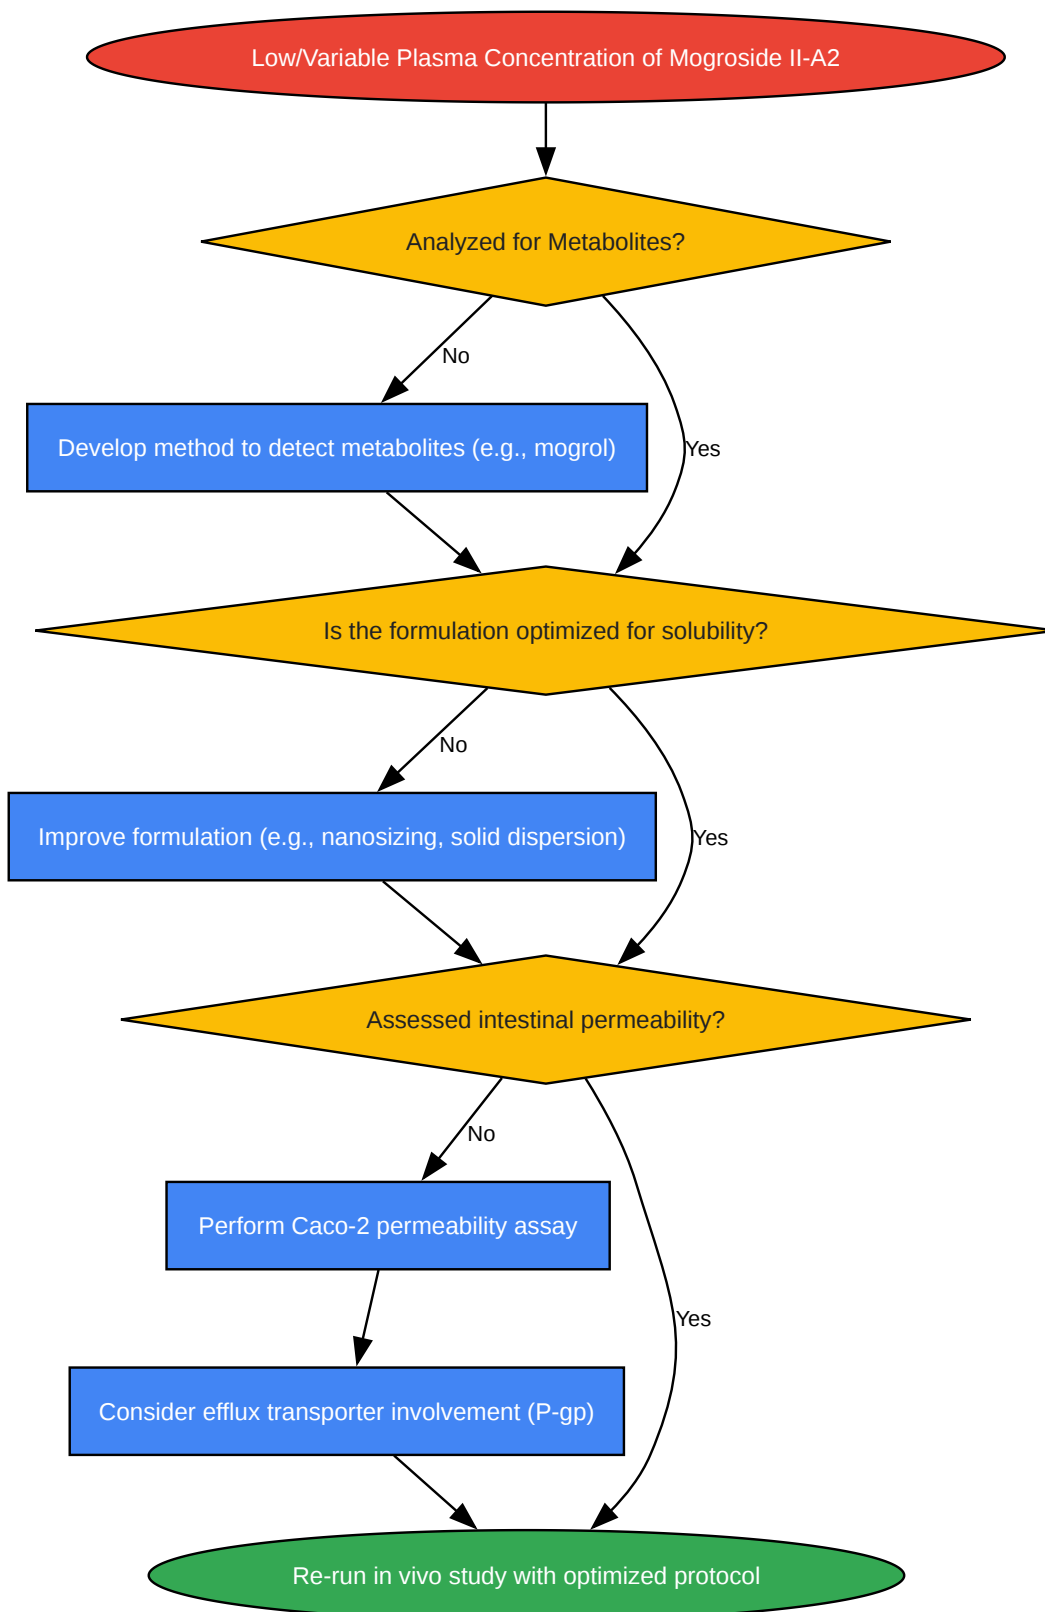 Low/Variable Plasma Concentration of Mogroside II-A2
Analyzed for Metabolites?
No
Develop method to detect metabolites (e.g., mogrol)
Yes
Is the formulation optimized for solubility?
No
Improve formulation (e.g., nanosizing, solid dispersion)
Yes
Assessed intestinal permeability?
No
Perform Caco-2 permeability assay
Yes
Consider efflux transporter involvement (P-gp)
Re-run in vivo study with optimized protocol